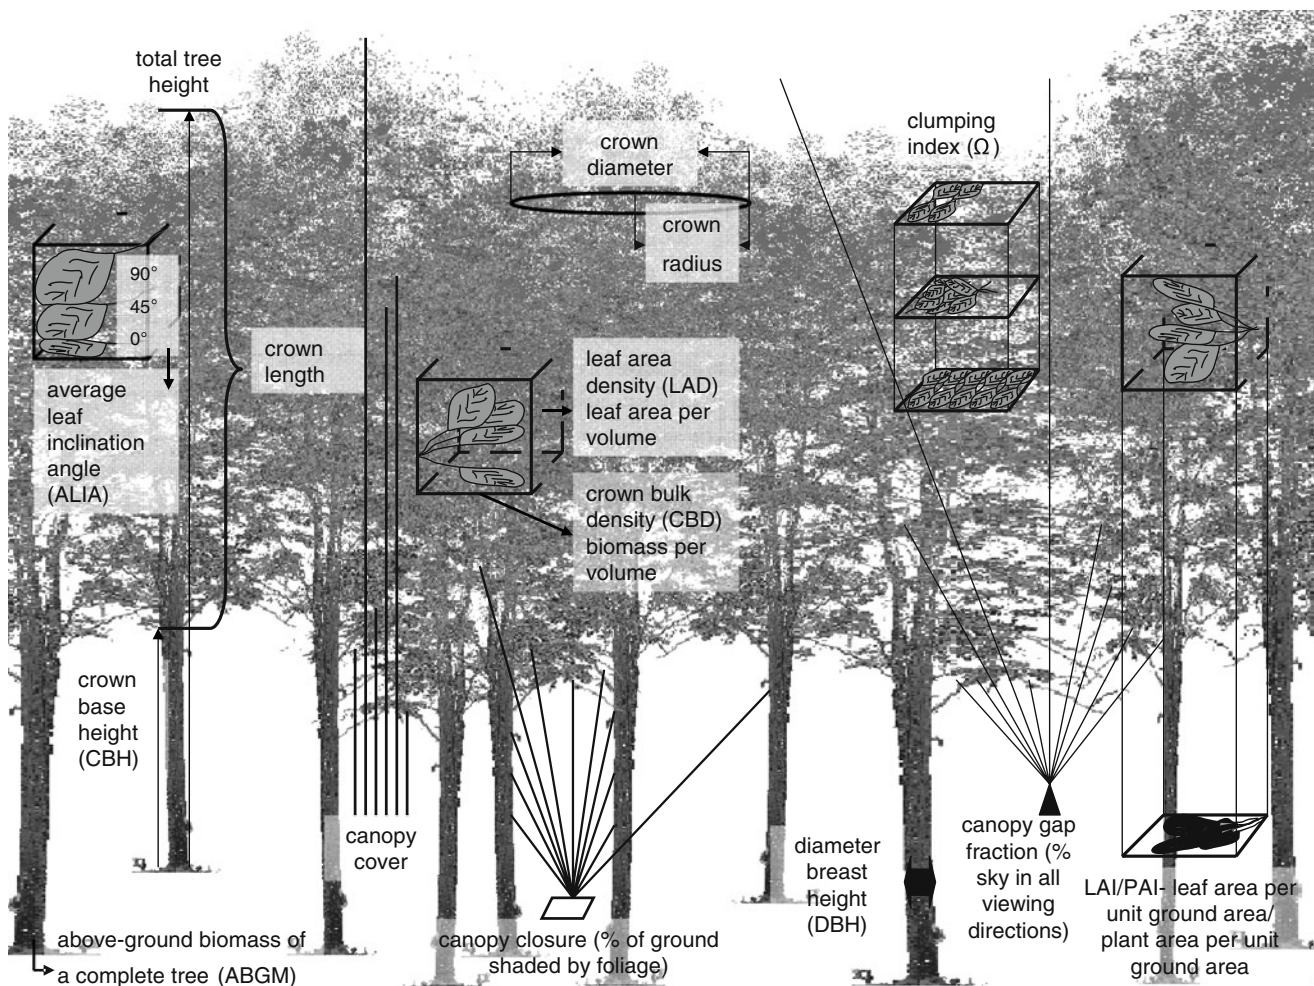 total tree
height
crown
diameter
crown
radius
clumping
index (Ω)
90°
45°
0°
average
leaf
inclination
angle
(ALIA)
crown
length
leaf area
density (LAD)
leaf area per
volume
crown bulk
density (CBD)
biomass per
volume
crown
base
height
(CBH)
canopy
cover
diameter
breast
height
(DBH)
canopy gap
fraction (%
sky in all
viewing
directions)
LAI/PAI- leaf area per
unit ground area/
plant area per unit
ground area
above-ground biomass of
a complete tree (ABGM)
canopy closure (% of ground
shaded by foliage)